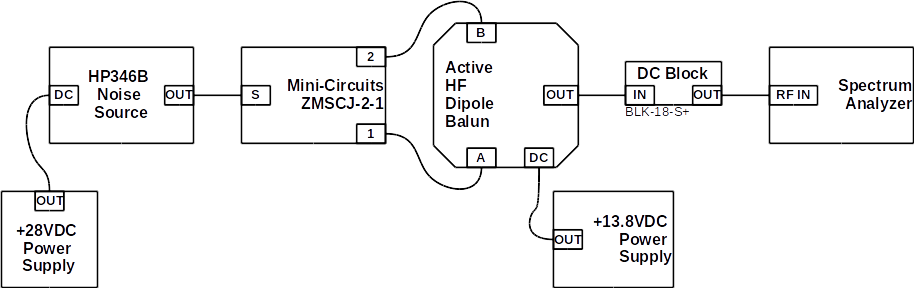 HP346B
Noise
Source
DC
OUT
+28VDC
Power
Supply
OUT
Mini-Circuits
ZMSCJ-2-1
S
2
1
Active
HF
Dipole
Balun
B
A
OUT
DC
+13.8VDC
Power
Supply
OUT
DC Block
IN
OUT
BLK-18-S+
Spectrum
Analyzer
RF IN